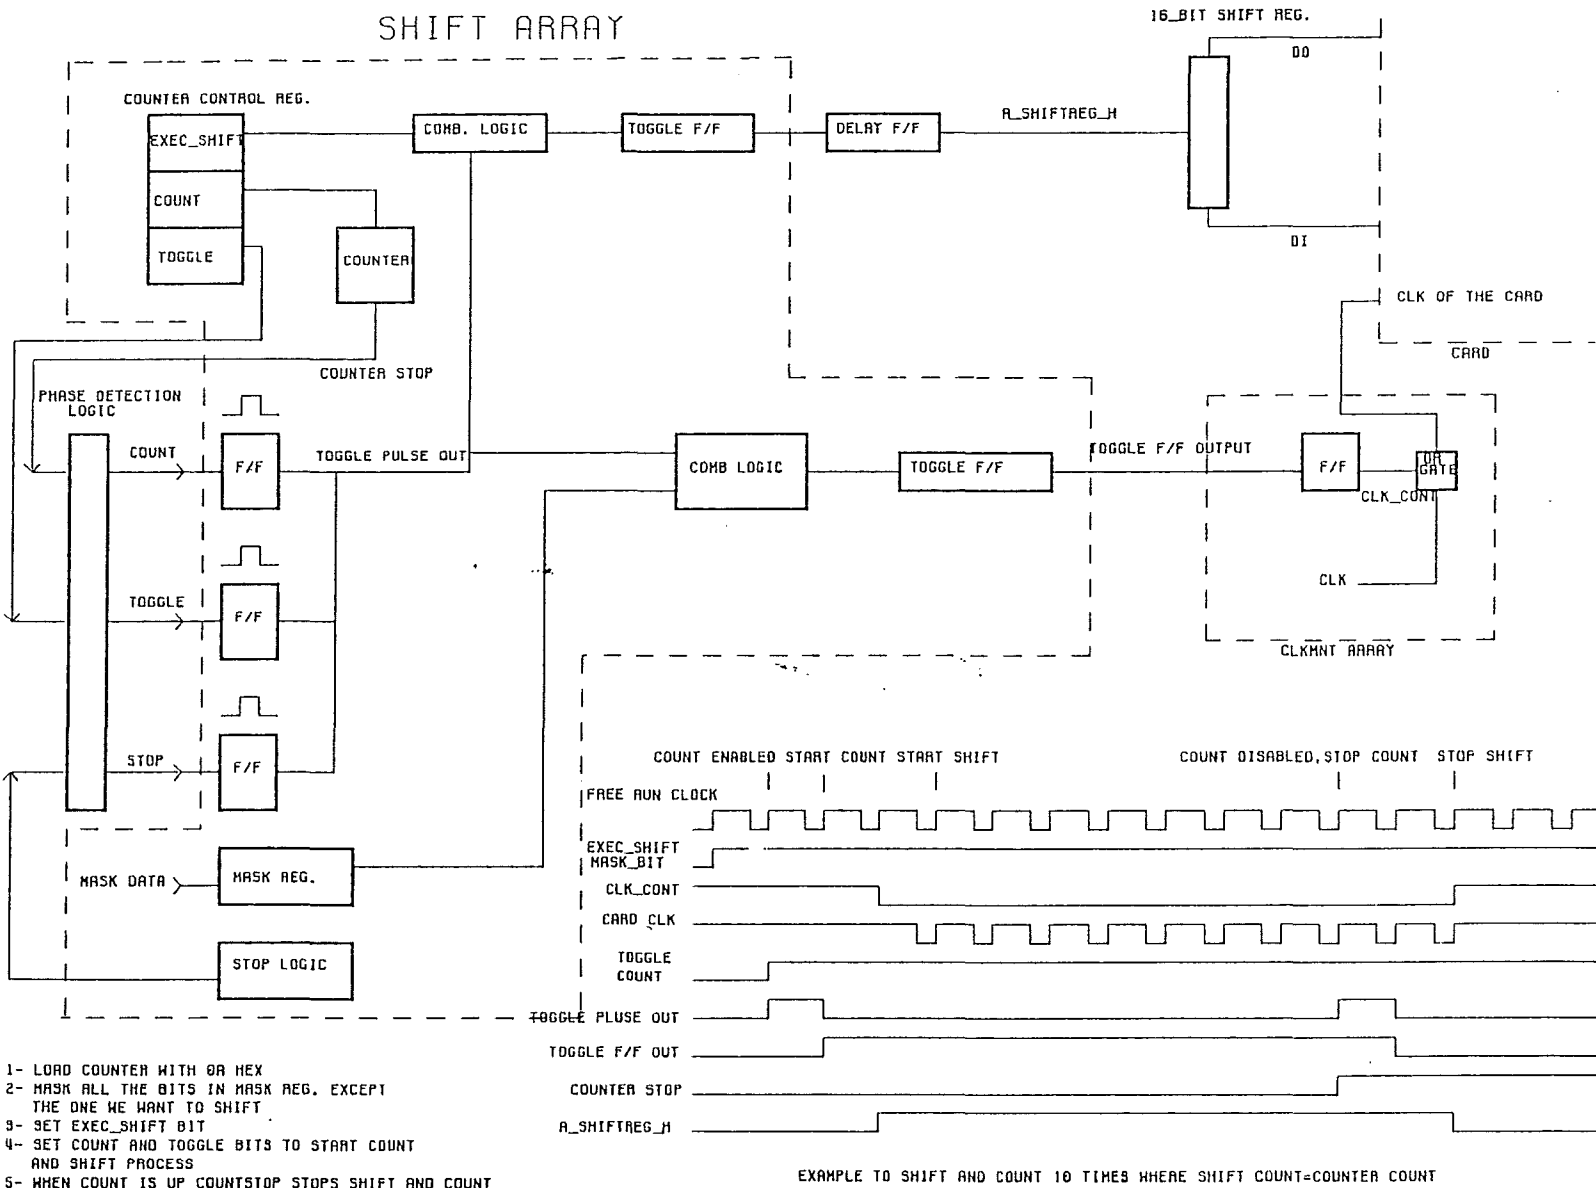 SHIFT ARRAY
16_BIT SHIFT REG.
DO
COUNTER CONTROL REG.
EXEC_SHIFT
COMB. LOGIC
TOGGLE F/F
DELAY F/F
A_SHIFTREG_H
COUNT
TOGGLE
COUNTER
DI
CLK OF THE CARD
CARD
COUNTER STOP
PHASE DETECTION
LOGIC
COUNT
F/F
TOGGLE PULSE OUT
COMB LOGIC
TOGGLE F/F
TOGGLE F/F OUTPUT
F/F
OR
GATE
CLK_CONT
CLK
TOGGLE
F/F
CLKMNT ARRAY
STOP
F/F
COUNT ENABLED START COUNT START SHIFT
COUNT DISABLED,STOP COUNT STOP SHIFT
FREE RUN CLOCK
EXEC_SHIFT
MASK_BIT
MASK DATA
MASK REG.
CLK_CONT
CARD CLK
STOP LOGIC
TOGGLE
COUNT
TOGGLE PLUSE OUT
TOGGLE F/F OUT
COUNTER STOP
A_SHIFTREG_H
1- LOAD COUNTER WITH 0A HEX
2- MASK ALL THE BITS IN MASK REG. EXCEPT
THE ONE WE WANT TO SHIFT
3- SET EXEC_SHIFT BIT
4- SET COUNT AND TOGGLE BITS TO START COUNT
AND SHIFT PROCESS
5- WHEN COUNT IS UP COUNTSTOP STOPS SHIFT AND COUNT
EXAMPLE TO SHIFT AND COUNT 10 TIMES WHERE SHIFT COUNT=COUNTER COUNT